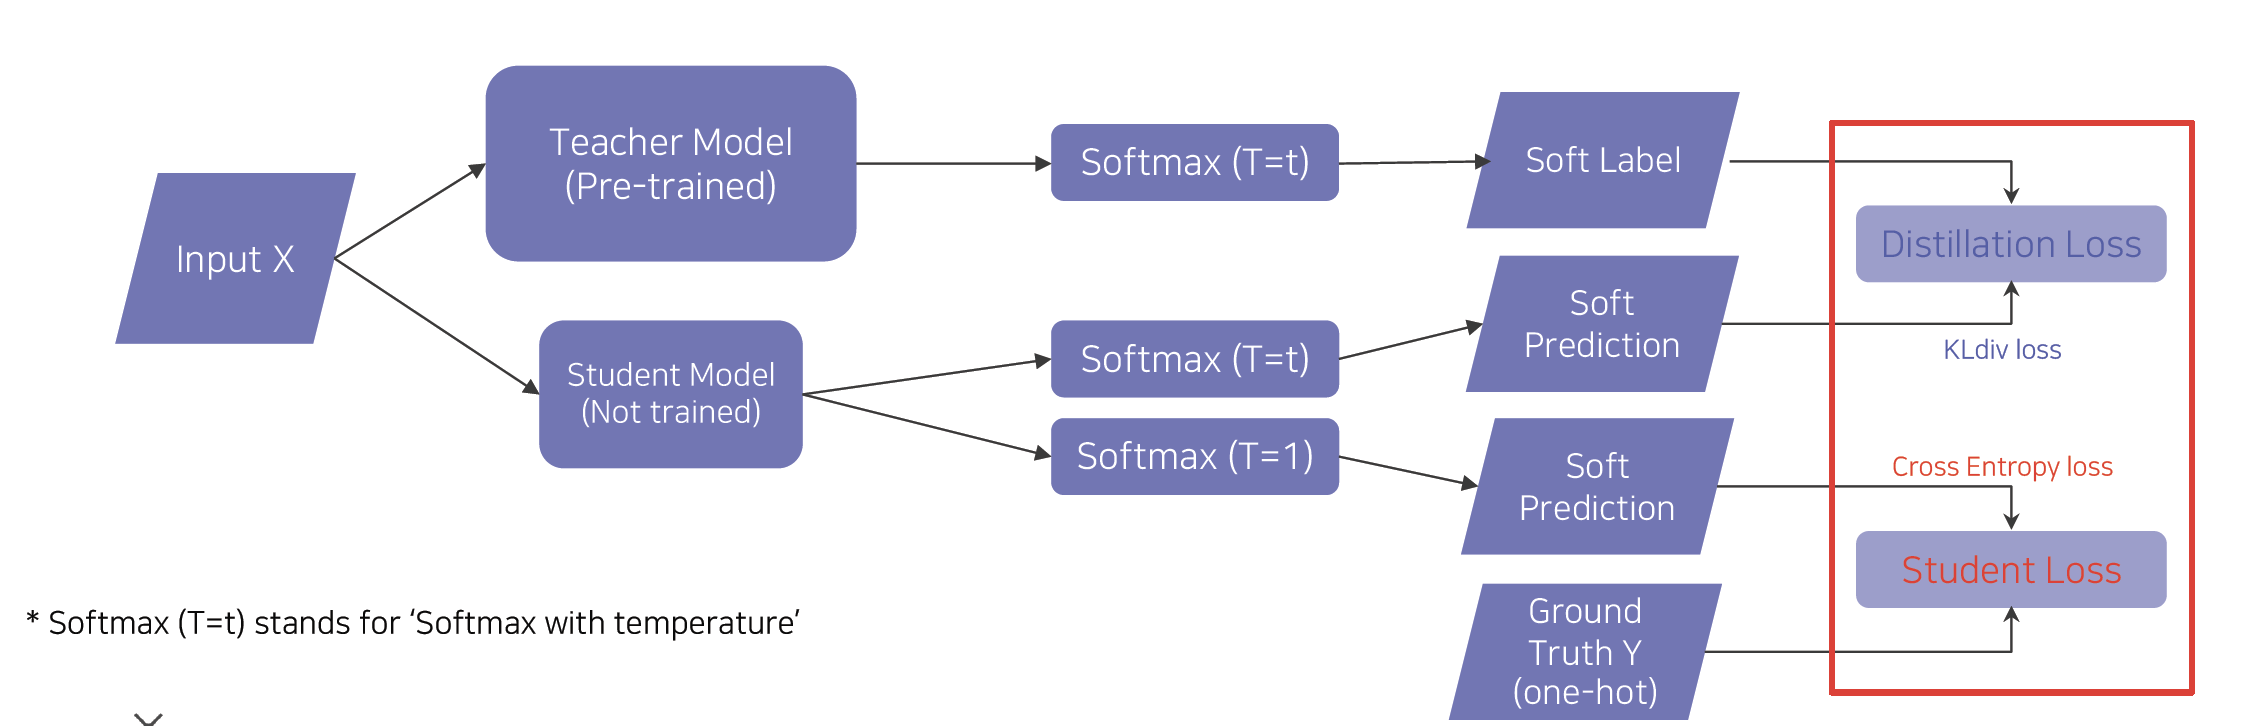 Input X
Teacher Model
(Pre-trained)
Softmax (T=t)
Soft Label
Distillation Loss
Student Model
(Not trained)
Softmax (T=t)
Soft
Prediction
KLdiv loss
Softmax (T=1)
Soft
Prediction
Cross Entropy loss
Student Loss
Ground
Truth Y
(one-hot)
* Softmax (T=t) stands for ‘Softmax with temperature’